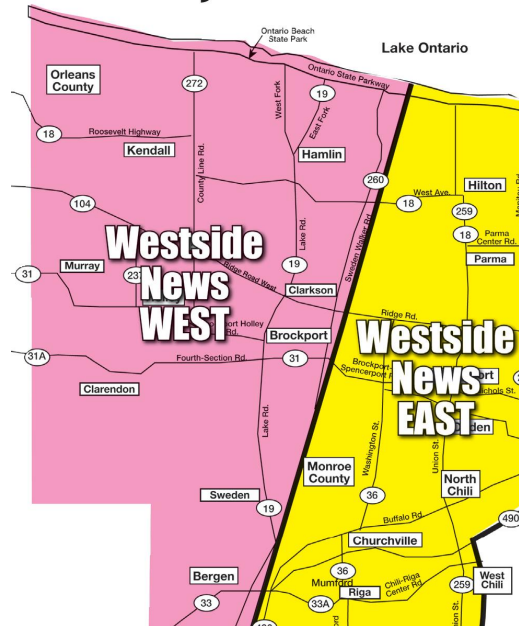 Ontario Beach
State Park
Lake Ontario
Ontario State Parkway
Orleans
County
272
19
West Fork
East Fork
18
Roosevelt Highway
Kendall
Hamlin
County Line Rd.
260
West Ave.
18
Hilton
259
104
Lake Rd.
Sweden Walker Rd.
18
Parma
Center Rd.
Parma
Westside
News
WEST
Murray
31
237
19
Ridge Road West
Clarkson
Ridge Rd.
Holley
Rd.
Brockport
Westside
News
EAST
31A
Fourth-Section Rd.
31
Brockport-
Spencerport
Clarendon
Lake Rd.
Washington St.
Union St.
Monroe
County
North
Chili
Sweden
19
36
Buffalo Rd.
490
Churchville
Bergen
36
Mumford
Chili-Riga
Center Rd.
West
Chili
33
33A
Riga
259